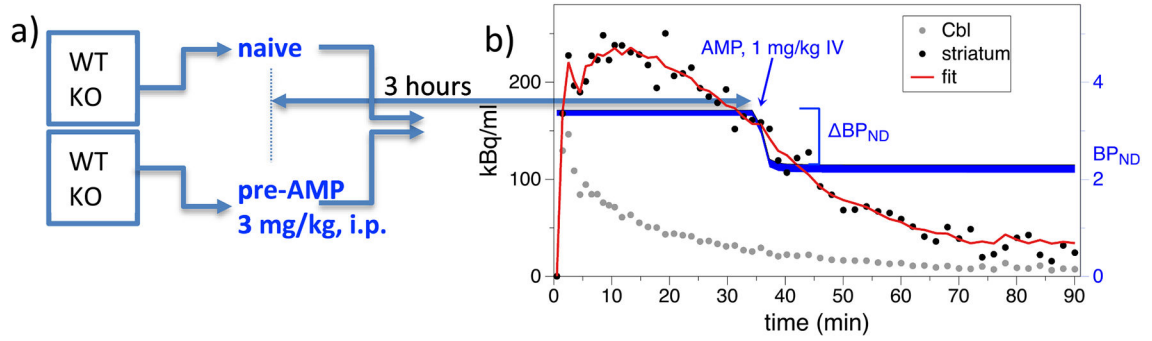 a)
WT
KO
naive
WT
KO
pre-AMP
3 mg/kg, i.p.
3 hours
b)
AMP, 1 mg/kg IV
Cbl
striatum
fit
ΔBP_ND
kBq/ml
200
100
0
4
2
0
BP_ND
0 10 20 30 40 50 60 70 80 90
time (min)